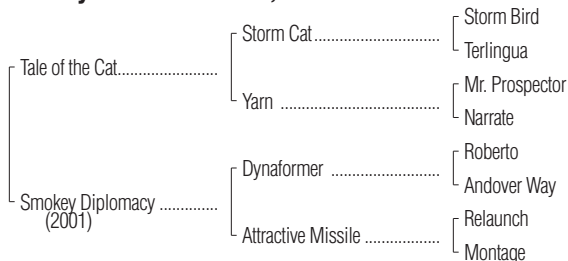 Storm Bird
Storm Cat
Terlingua
Tale of the Cat
Mr. Prospector
Yarn
Narrate
Roberto
Dynaformer
Andover Way
Smokey Diplomacy
(2001)
Relaunch
Attractive Missile
Montage